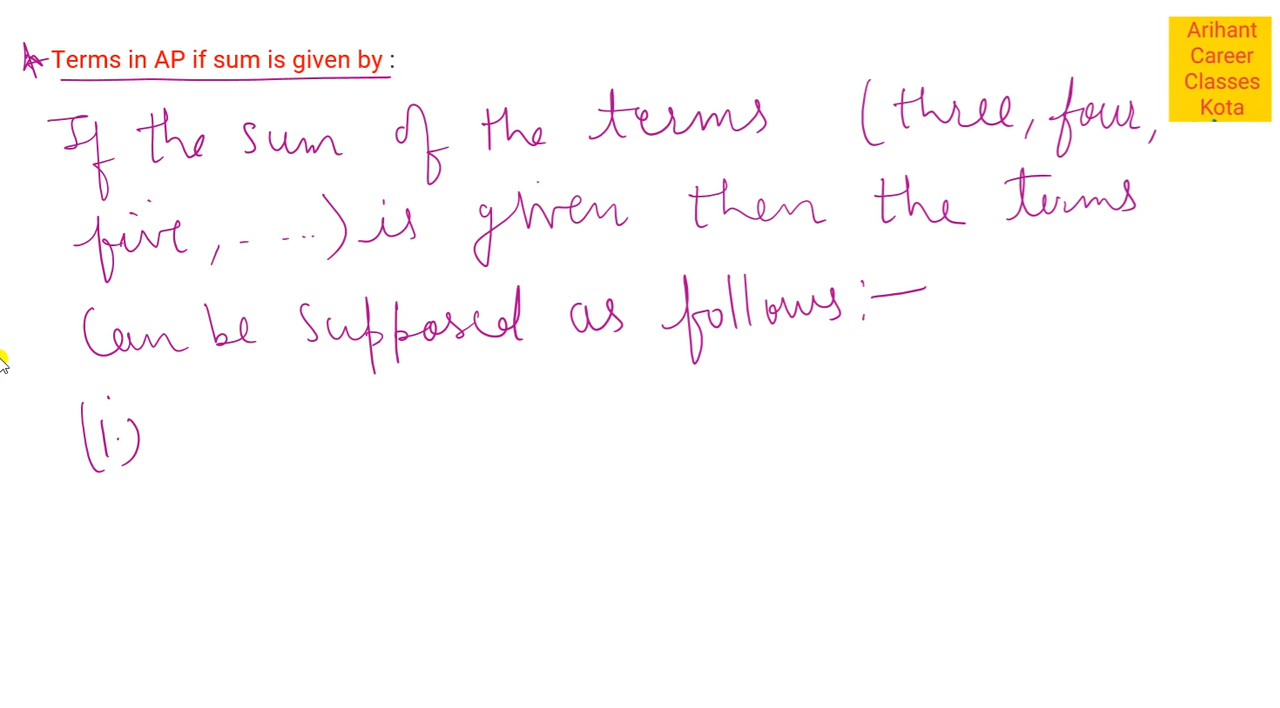 Terms in AP if sum is given by :
If the sum of the terms (three, four,
five, ......) is given then the terms
can be supposed as follows :—
(i.)
Arihant
Career
Classes
Kota